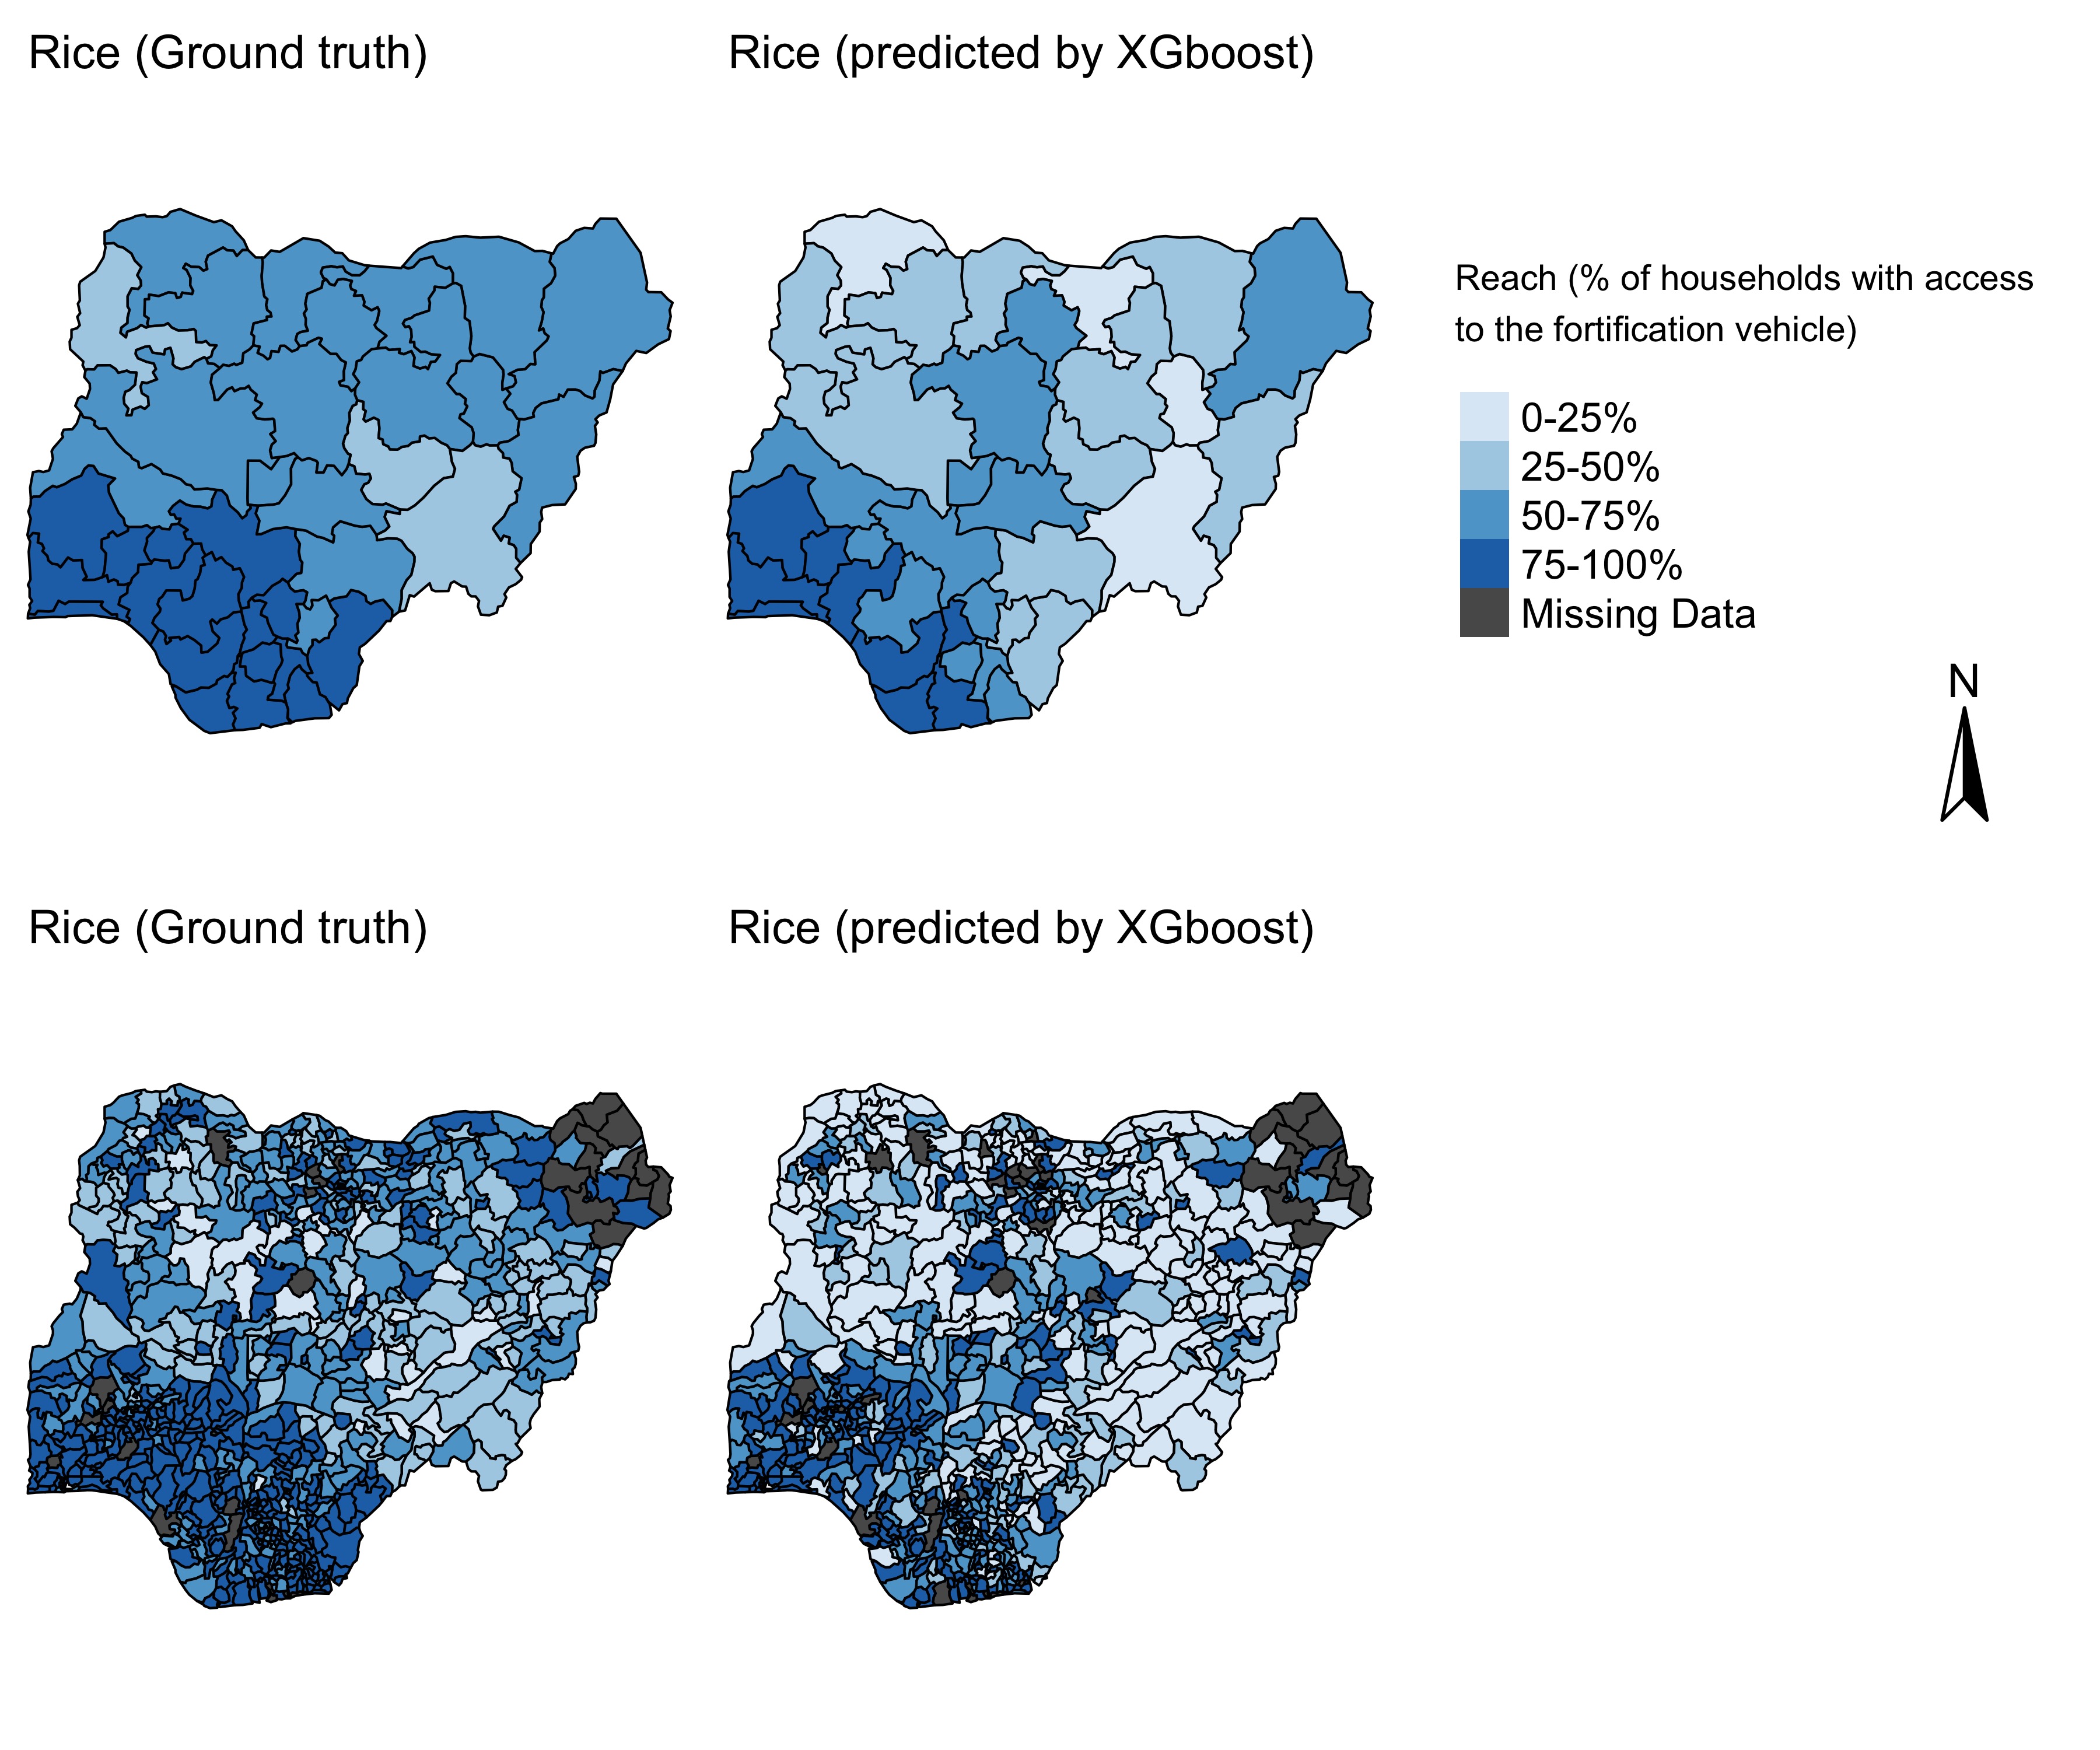 Rice (Ground truth)
Rice (predicted by XGboost)
Reach (% of households with access
to the fortification vehicle)
0-25%
25-50%
50-75%
75-100%
Missing Data
N
Rice (Ground truth)
Rice (predicted by XGboost)